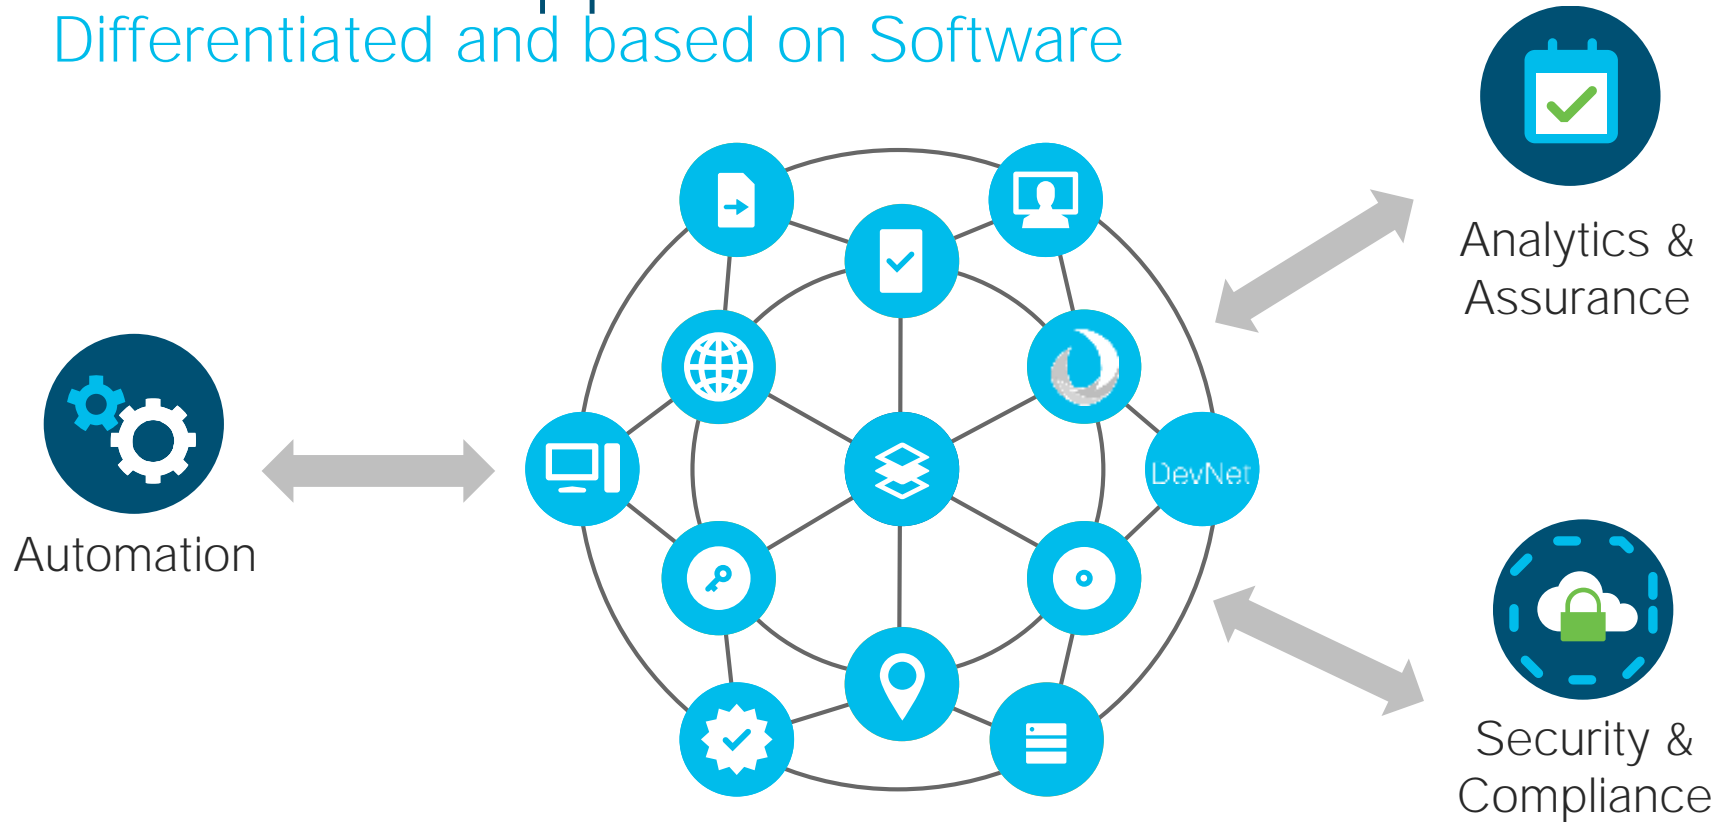 Differentiated and based on Software
Analytics &
Assurance
DevNet
Automation
Security &
Compliance